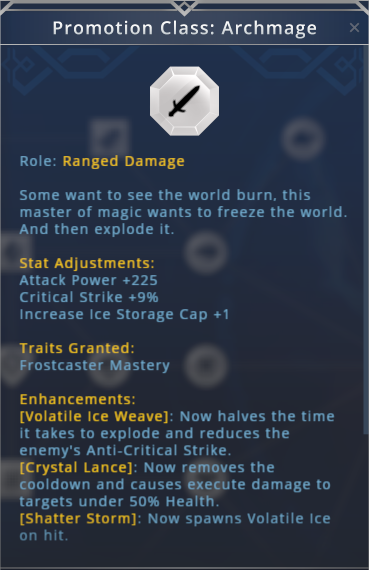 Promotion Class: Archmage
Role: Ranged Damage
Some want to see the world burn, this
master of magic wants to freeze the world.
And then explode it.
Stat Adjustments:
Attack Power +225
Critical Strike +9%
Increase Ice Storage Cap +1
Traits Granted:
Frostcaster Mastery
Enhancements:
[Volatile Ice Weave]: Now halves the time
it takes to explode and reduces the
enemy's Anti-Critical Strike.
[Crystal Lance]: Now removes the
cooldown and causes execute damage to
targets under 50% Health.
[Shatter Storm]: Now spawns Volatile Ice
on hit.